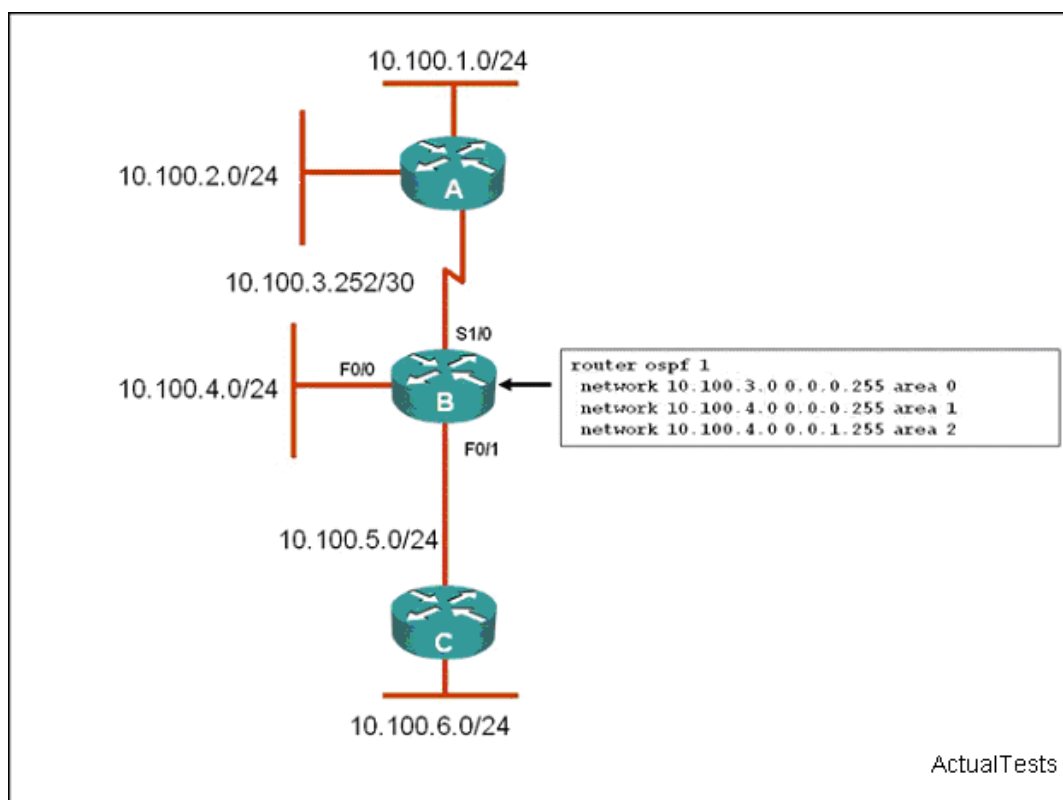 10.100.1.0/24
10.100.2.0/24
A
10.100.3.252/30
S1/0
F0/0
10.100.4.0/24
B
router ospf 1
network 10.100.3.0 0.0.0.255 area 0
network 10.100.4.0 0.0.0.255 area 1
network 10.100.4.0 0.0.1.255 area 2
F0/1
10.100.5.0/24
C
10.100.6.0/24
ActualTests